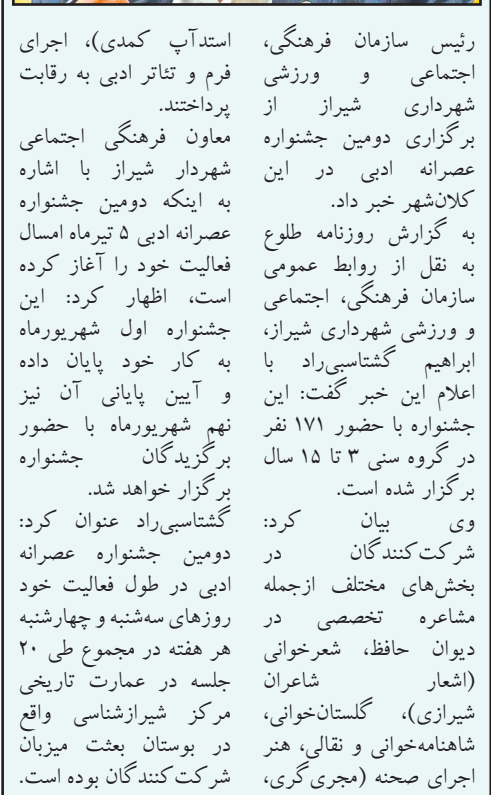 رئیس سازمان فرهنگی،
اجتماعی و ورزشی
شهرداری شیراز از
برگزاری دومین جشنواره
عصرانه ادبی در این
کلان‌شهر خبر داد.
به گزارش روزنامه طلوع
به نقل از روابط عمومی
سازمان فرهنگی، اجتماعی
و ورزشی شهرداری شیراز،
ابراهیم گشتاسبی‌راد با
اعلام این خبر گفت: این
جشنواره با حضور ۱۷۱ نفر
در گروه سنی ۳ تا ۱۵ سال
برگزار شده است.
وی بیان کرد:
شرکت‌کنندگان در
بخش‌های مختلف ازجمله
مشاعره تخصصی در
دیوان حافظ، شعرخوانی
(اشعار شاعران
شیرازی)، گلستان‌خوانی،
شاهنامه‌خوانی و نقالی، هنر
اجرای صحنه (مجری‌گری،
استدآپ کمدی)، اجرای
فرم و تئاتر ادبی به رقابت
پرداختند.
معاون فرهنگی اجتماعی
شهردار شیراز با اشاره
به اینکه دومین جشنواره
عصرانه ادبی ۵ تیرماه امسال
فعالیت خود را آغاز کرده
است، اظهار کرد: این
جشنواره اول شهریورماه
به کار خود پایان داده
و آیین پایانی آن نیز
نهم شهریورماه با حضور
برگزیدگان جشنواره
برگزار خواهد شد.
گشتاسبی‌راد عنوان کرد:
دومین جشنواره عصرانه
ادبی در طول فعالیت خود
روزهای سه‌شنبه و چهارشنبه
هر هفته در مجموع طی ۲۰
جلسه در عمارت تاریخی
مرکز شیرازشناسی واقع
در بوستان بعثت میزبان
شرکت‌کنندگان بوده است.